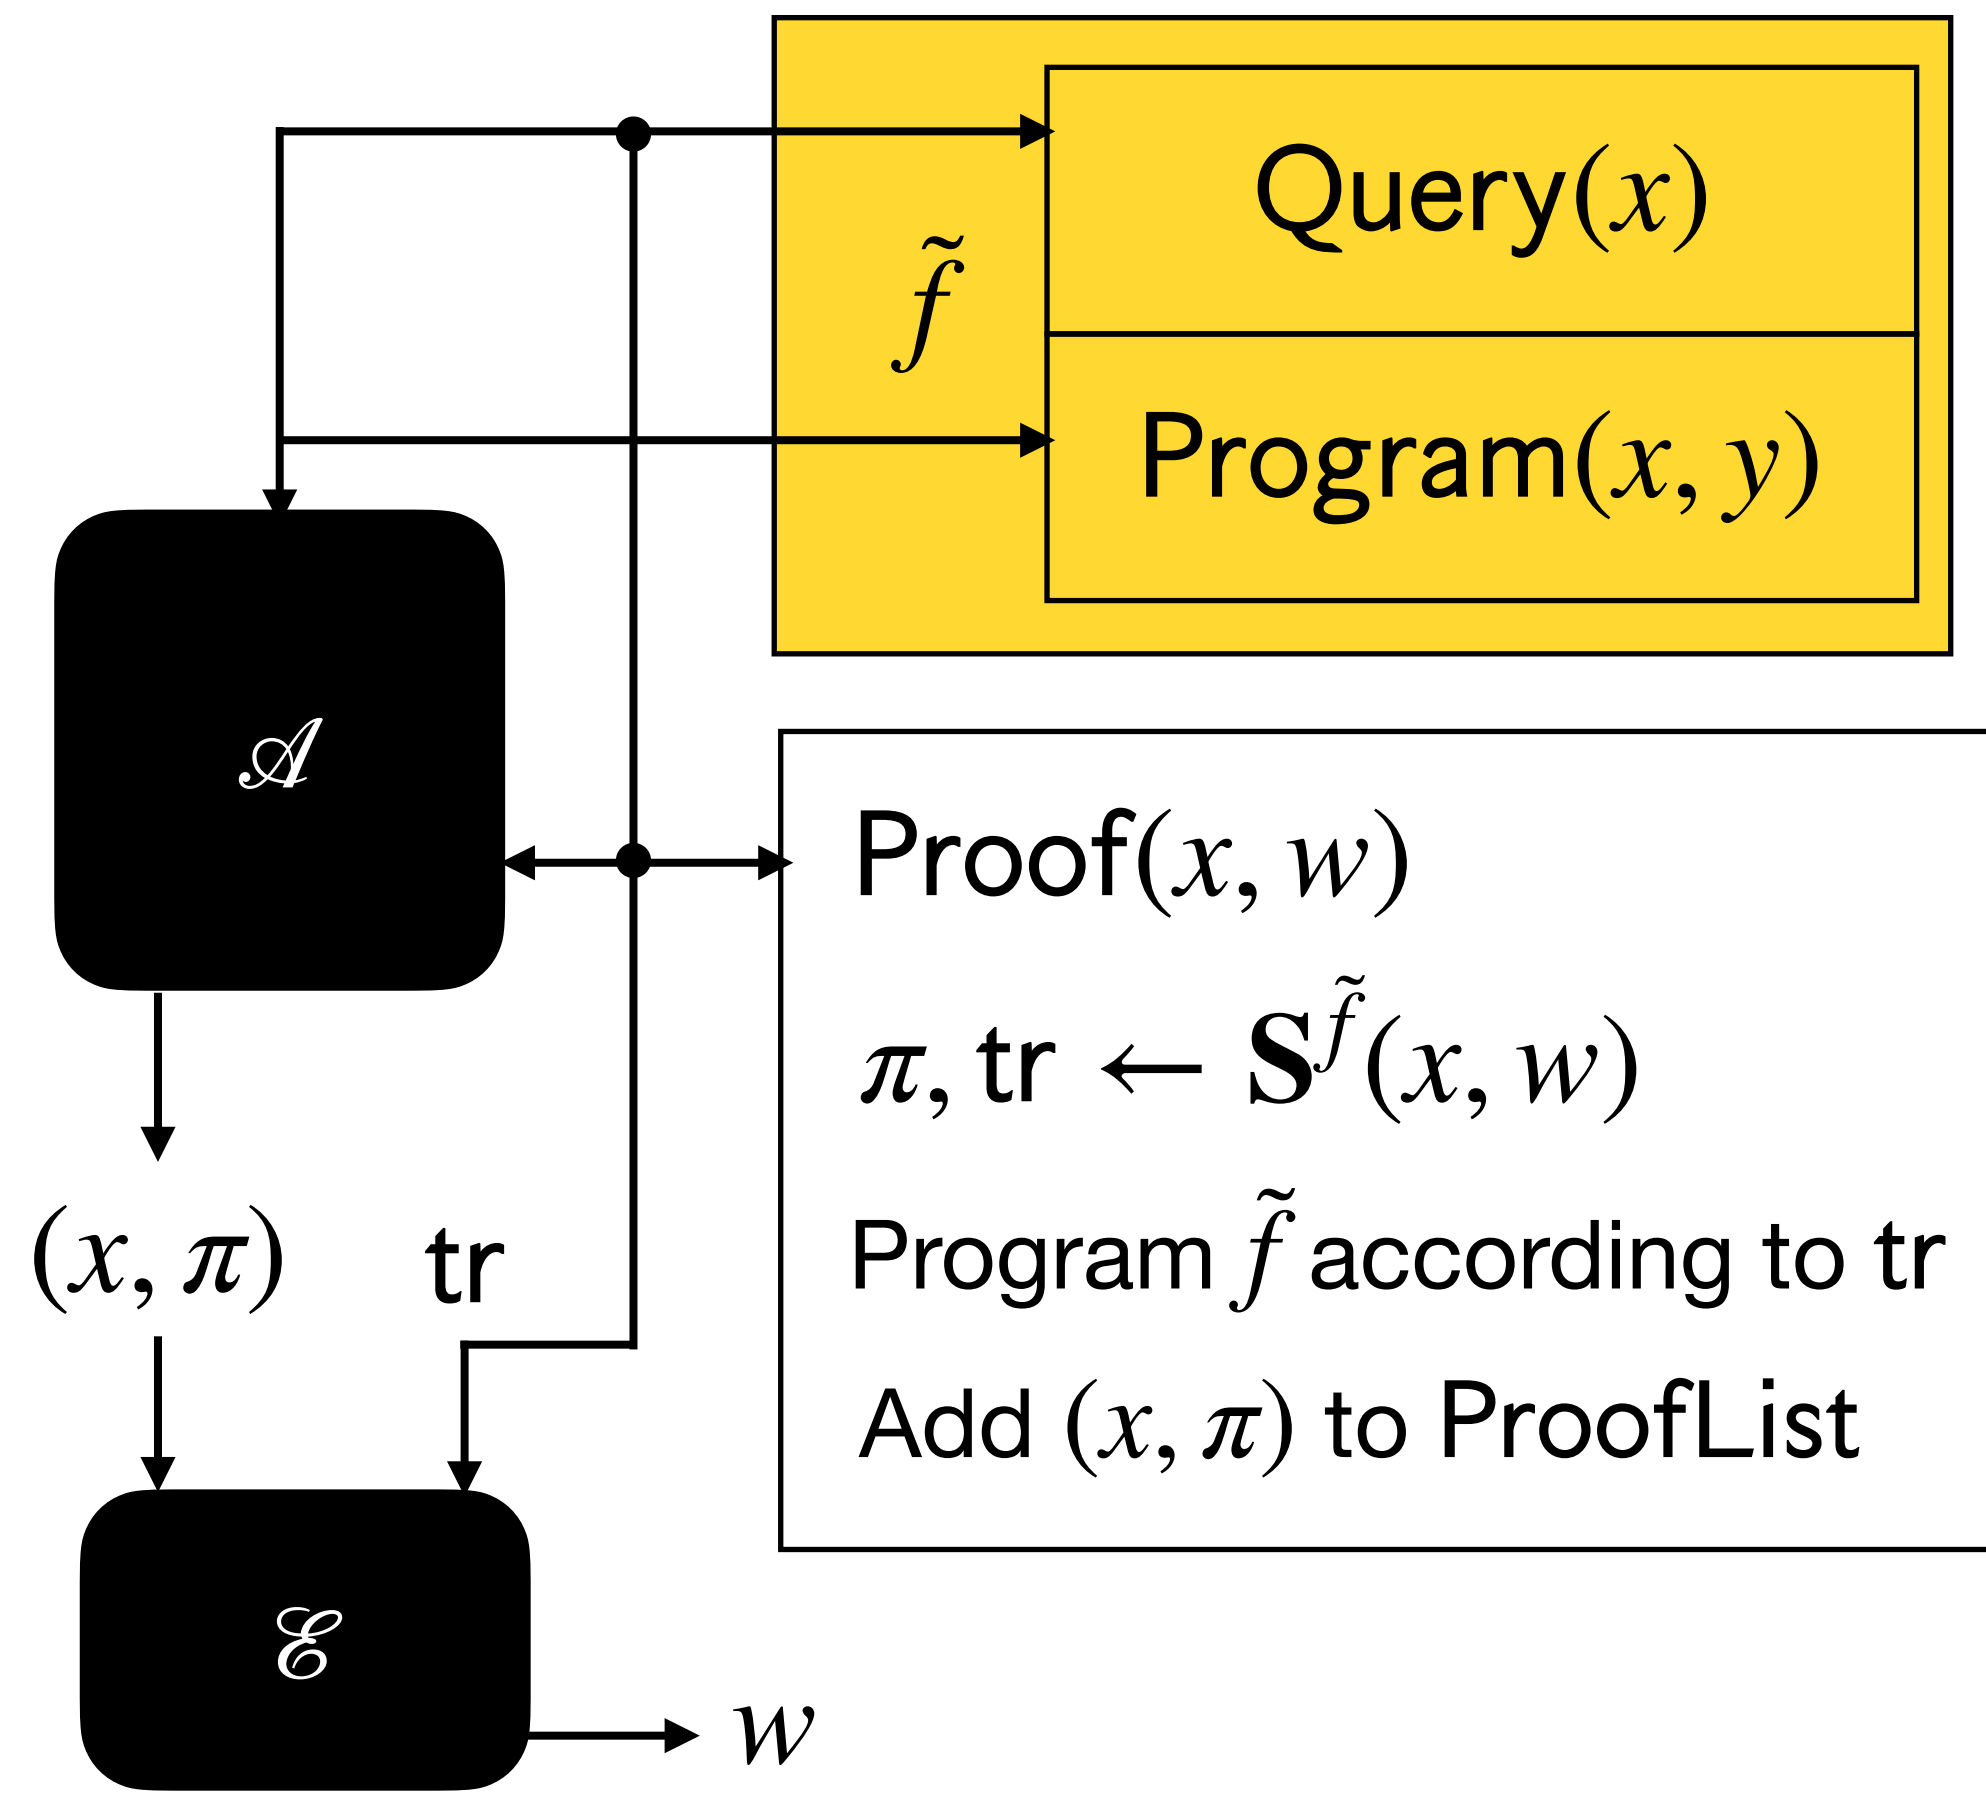 Query(x)
f̃
Program(x, y)
𝒜
Proof(x, w)
π, tr ← S^f̃(x, w)
Program f̃ according to tr
Add (x, π) to ProofList
(x, π) tr
ℰ
w